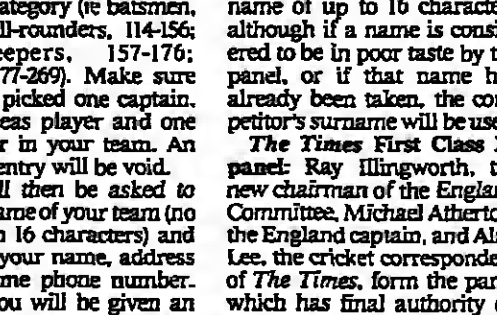 ategory (ie batsmen,
ll-rounders, 114-156;
eepers, 157-176;
77-269). Make sure
picked one captain,
eas player and one
r in your team. An
entry will be void.
ll then be asked to
ame of your team (no
n 16 characters) and
your name, address
me phone number.
ou will be given an
name of up to 16 characte
although if a name is consi
ered to be in poor taste by t
panel, or if that name h
already been taken, the co
petitor's surname will be use
The Times First Class
panel: Ray Illingworth, t
new chairman of the Englan
Committee, Michael Atherto
the England captain, and Al
Lee, the cricket corresponde
of The Times, form the pan
which has final authority o